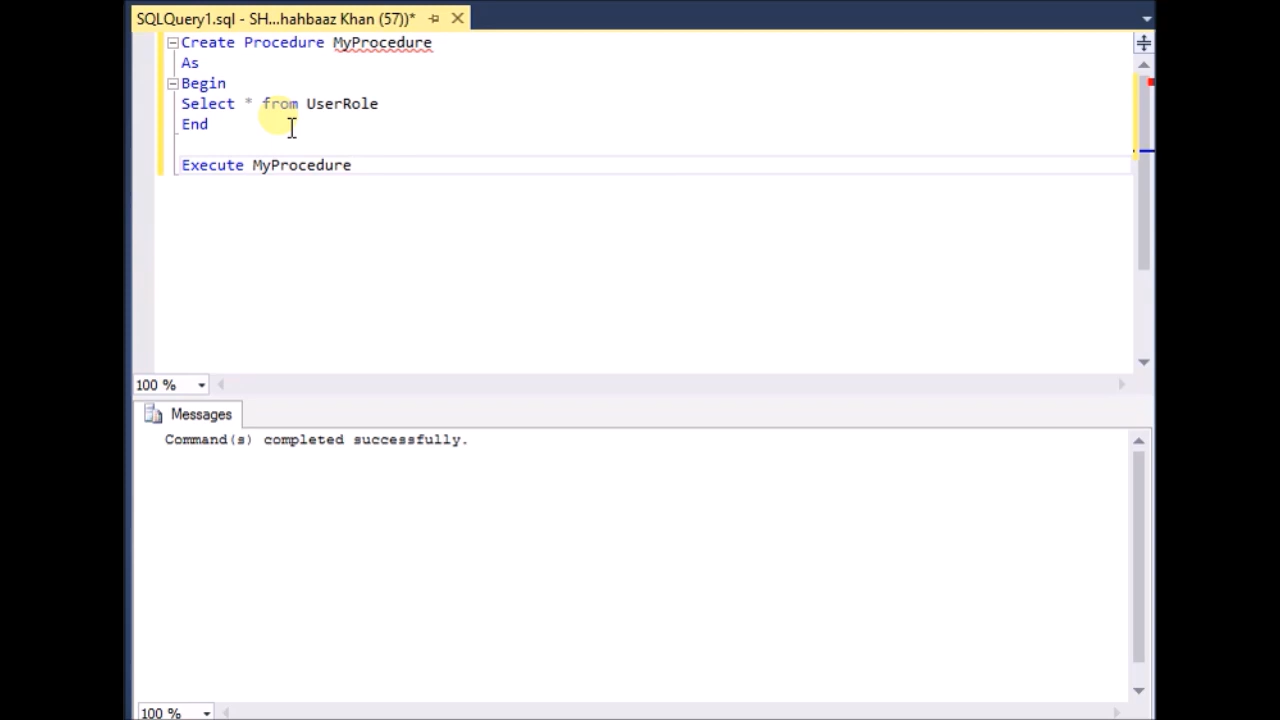 SQLQuery1.sql - SH...hahbaaz Khan (57))*
Create Procedure MyProcedure
As
Begin
Select * from UserRole
End
Execute MyProcedure
100 %
Messages
Command(s) completed successfully.
100 %